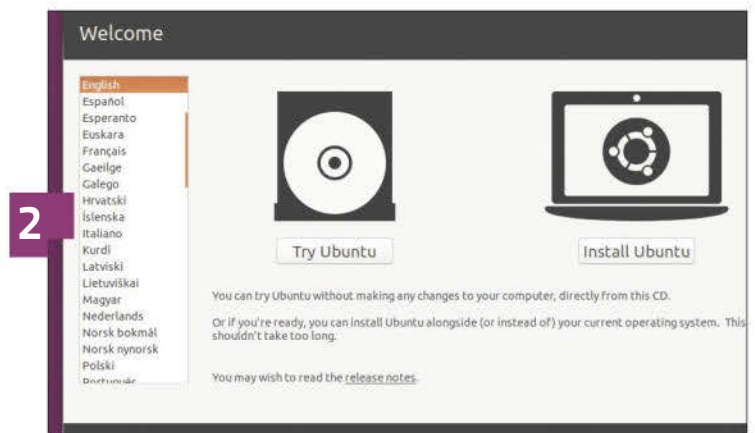 Welcome
2
English
Español
Esperanto
Euskara
Français
Gaeilge
Galego
Hrvatski
Íslenska
Italiano
Kurdî
Latviski
Lietuviškai
Magyar
Nederlands
Norsk bokmål
Norsk nynorsk
Polski
Português
Try Ubuntu
Install Ubuntu
You can try Ubuntu without making any changes to your computer, directly from this CD.
Or if you're ready, you can install Ubuntu alongside (or instead of) your current operating system. This
shouldn't take too long.
You may wish to read the release notes.